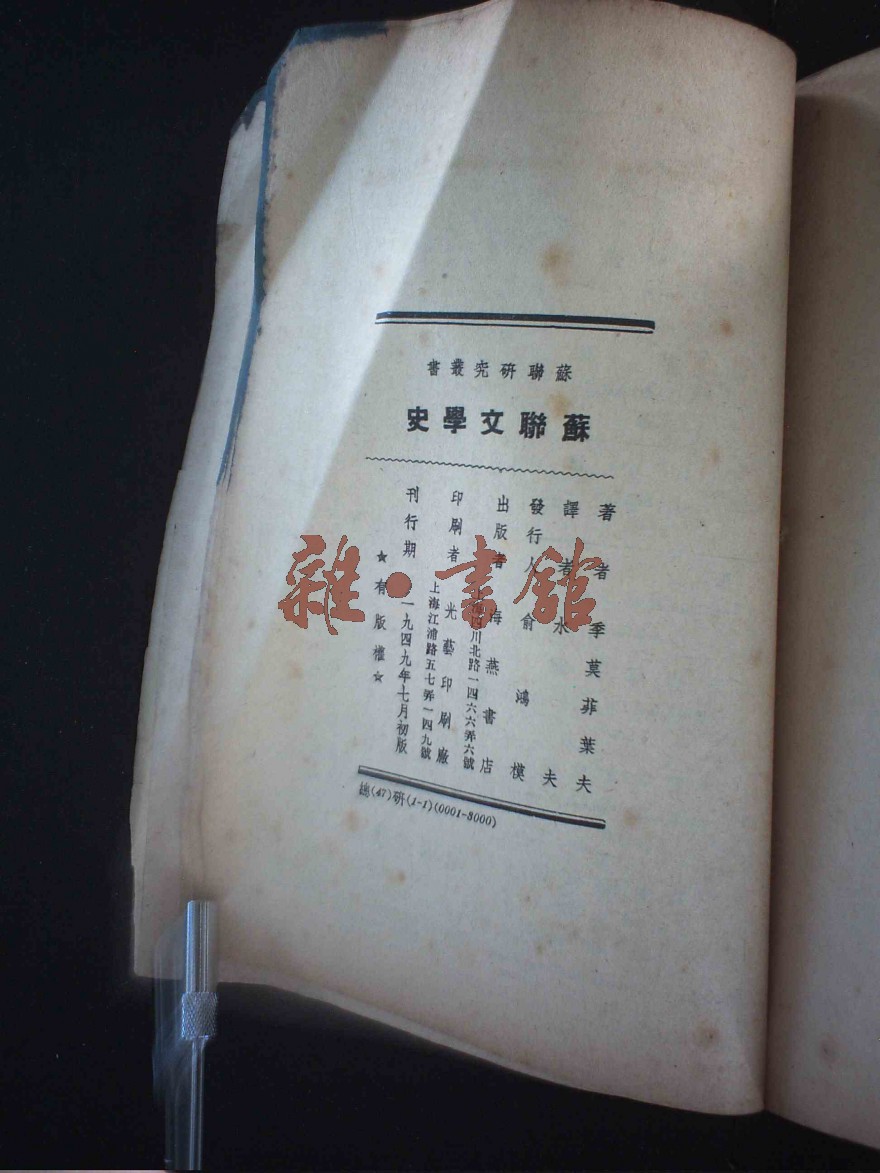 蘇聯研究叢書
蘇聯文學史
著者 季莫菲葉夫
譯者 水夫
發行人 俞鴻模
出版者 海燕書店
上海四川北路一四六六弄六號
印刷者 光藝印刷廠
上海江浦路五七弄一四九號
刊行期 一九四九年七月初版
★有版權★
總(47)研(1-1)(0001-3000)
雜·書館